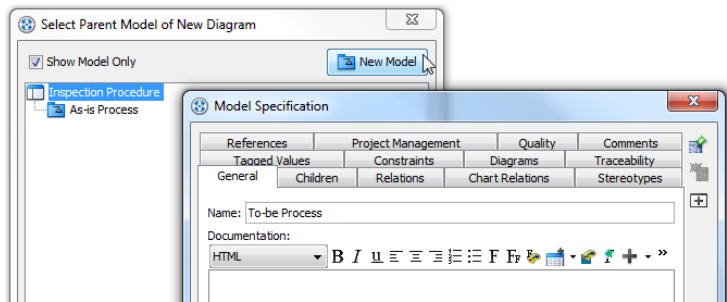 Select Parent Model of New Diagram
Show Model Only
New Model
Inspection Procedure
As-is Process
Model Specification
References Project Management Quality Comments
Tagged Values Constraints Diagrams Traceability
General Children Relations Chart Relations Stereotypes
Name: To-be Process
Documentation:
HTML B I u F FF »